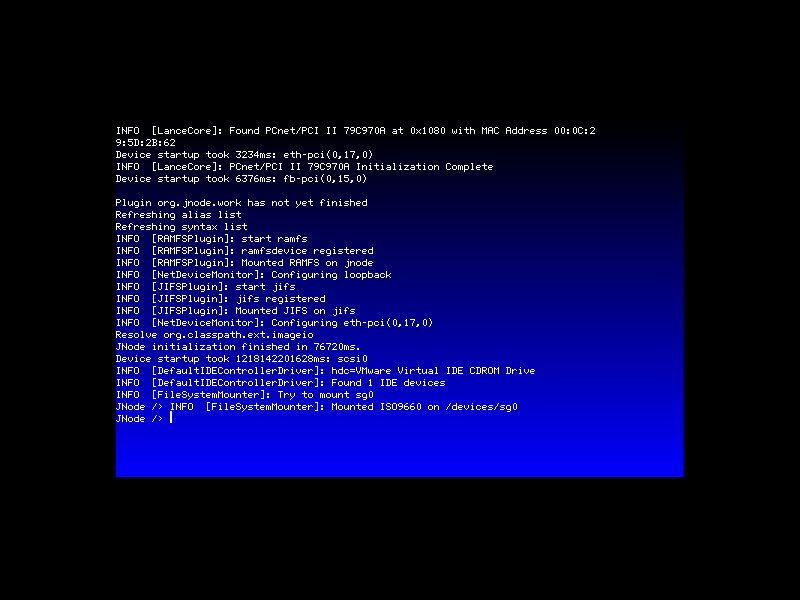 INFO  [LanceCore]: Found PCnet/PCI II 79C970A at 0x1080 with MAC Address 00:0C:2
9:5D:2B:62
Device startup took 3234ms: eth-pci(0,17,0)
INFO  [LanceCore]: PCnet/PCI II 79C970A Initialization Complete
Device startup took 6376ms: fb-pci(0,15,0)
Plugin org.jnode.work has not yet finished
Refreshing alias list
Refreshing syntax list
INFO  [RAMFSPlugin]: start ramfs
INFO  [RAMFSPlugin]: ramfsdevice registered
INFO  [RAMFSPlugin]: Mounted RAMFS on jnode
INFO  [NetDeviceMonitor]: Configuring loopback
INFO  [JIFSPlugin]: start jifs
INFO  [JIFSPlugin]: jifs registered
INFO  [JIFSPlugin]: Mounted JIFS on jifs
INFO  [NetDeviceMonitor]: Configuring eth-pci(0,17,0)
Resolve org.classpath.ext.imageio
JNode initialization finished in 76720ms.
Device startup took 1218142201628ms: scsi0
INFO  [DefaultIDEControllerDriver]: hdc=VMware Virtual IDE CDROM Drive
INFO  [DefaultIDEControllerDriver]: Found 1 IDE devices
INFO  [FileSystemMounter]: Try to mount sg0
JNode /> INFO  [FileSystemMounter]: Mounted ISO9660 on /devices/sg0
JNode />